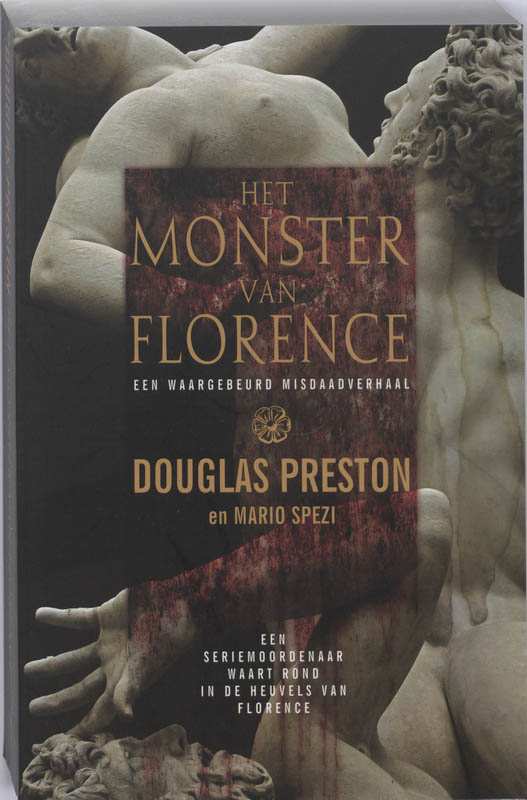 HET
MONSTER
VAN
FLORENCE
EEN WAARGEBEURD MISDAADVERHAAL
DOUGLAS PRESTON
en MARIO SPEZI
EEN
SERIEMOORDENAAR
WAART ROND
IN DE HEUVELS VAN
FLORENCE